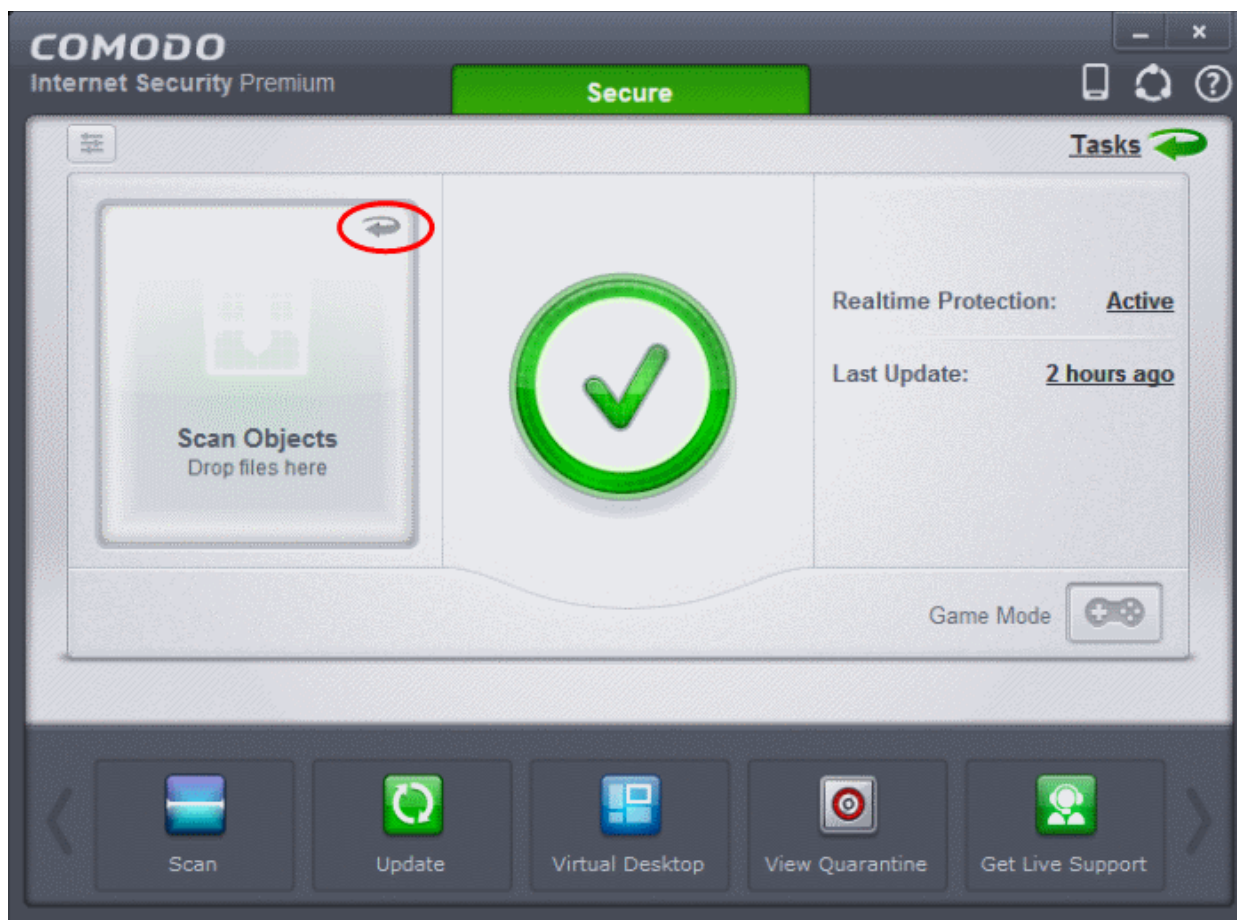 COMODO
Internet Security Premium
Secure
Tasks
Realtime Protection: Active
Last Update: 2 hours ago
Scan Objects
Drop files here
Game Mode
Scan
Update
Virtual Desktop
View Quarantine
Get Live Support